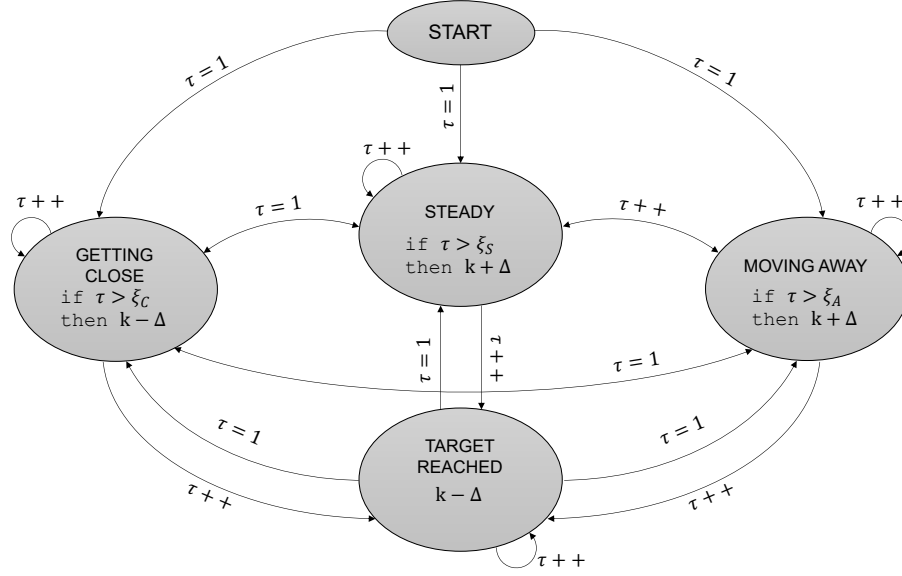 START
τ = 1
τ = 1
τ = 1
τ + +
τ + +
τ + +
τ = 1
τ + +
STEADY
if τ > ξ_S
then k + Δ
GETTING
CLOSE
if τ > ξ_C
then k − Δ
MOVING AWAY
if τ > ξ_A
then k + Δ
τ = 1
τ + +
τ = 1
τ = 1
τ = 1
τ + +
τ + +
TARGET
REACHED
k − Δ
τ + +